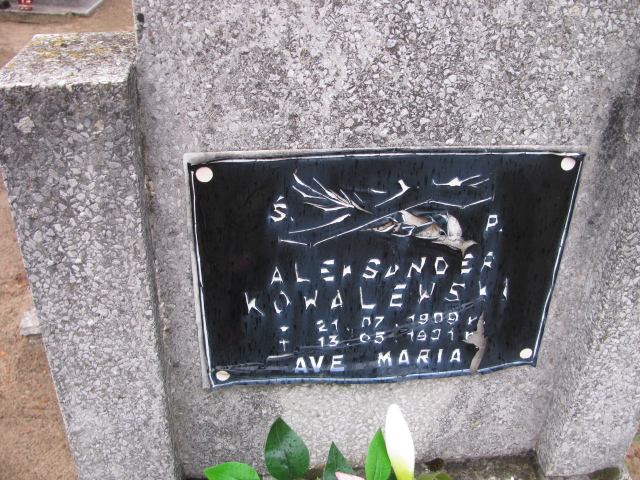 Ś. P.
ALEKSANDER
KOWALEWSKI
* 21.07.1909 r.
† 13.05.1991 r.
AVE MARIA